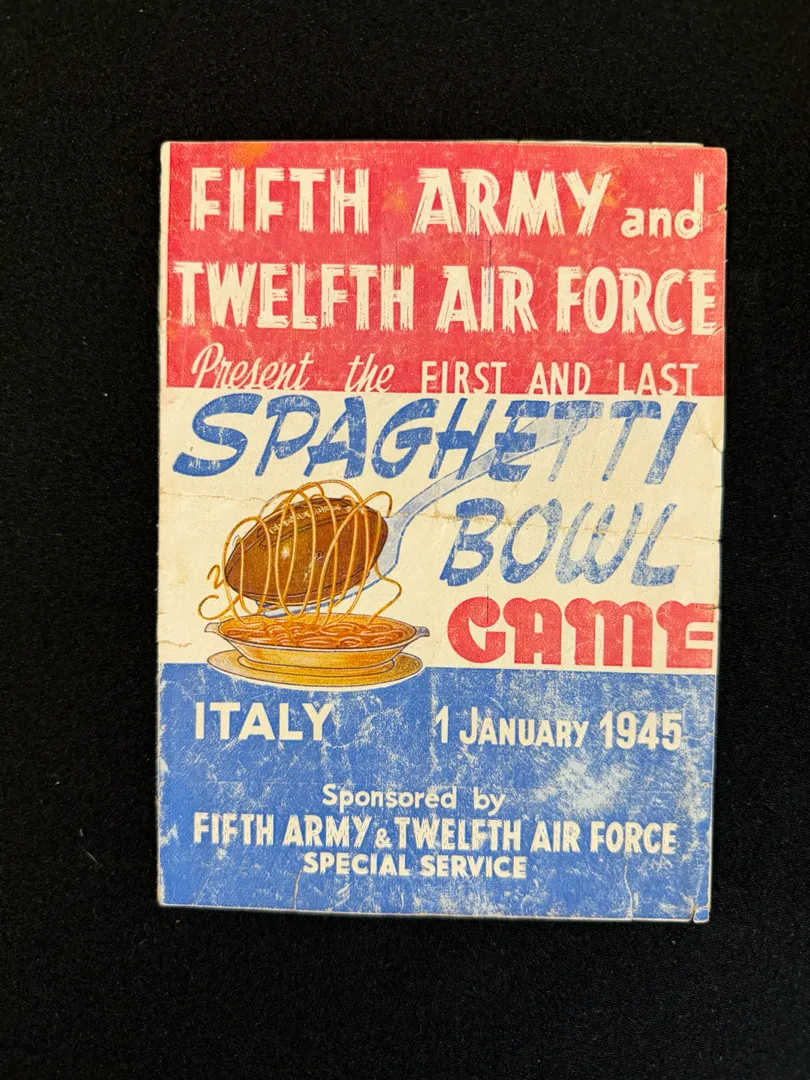 FIFTH ARMY and
TWELFTH AIR FORCE
Present the FIRST AND LAST
SPAGHETTI
BOWL
GAME
ITALY 1 JANUARY 1945
Sponsored by
FIFTH ARMY & TWELFTH AIR FORCE
SPECIAL SERVICE